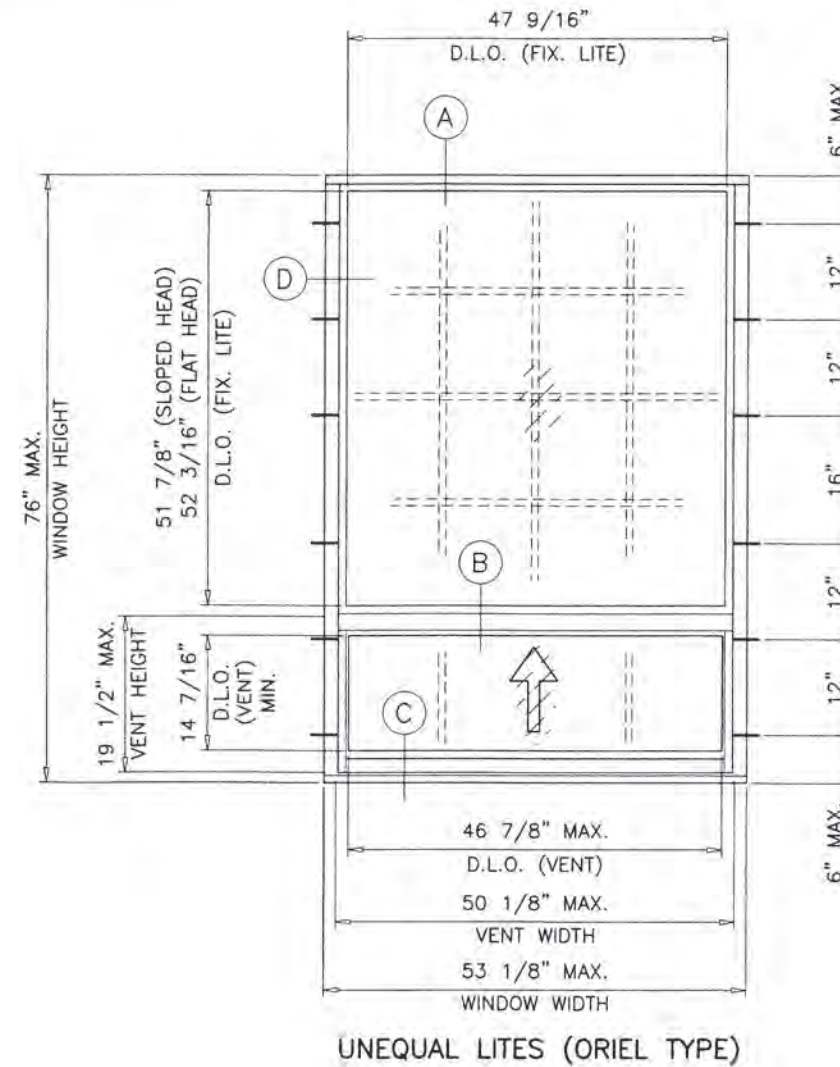 47 9/16"
D.L.O. (FIX. LITE)
A
6" MAX.
D
12"
12"
16"
12"
12"
6" MAX.
76" MAX.
WINDOW HEIGHT
51 7/8" (SLOPED HEAD)
52 3/16" (FLAT HEAD)
D.L.O. (FIX. LITE)
B
19 1/2" MAX.
VENT HEIGHT
14 7/16"
D.L.O.
(VENT)
MIN.
C
46 7/8" MAX.
D.L.O. (VENT)
50 1/8" MAX.
VENT WIDTH
53 1/8" MAX.
WINDOW WIDTH
UNEQUAL LITES (ORIEL TYPE)